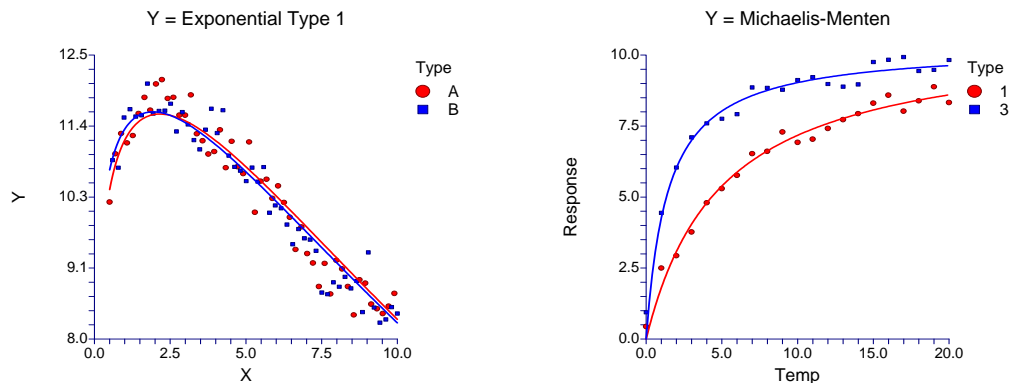 Y = Exponential Type 1
12.5
11.4
10.3
9.1
8.0
Y
0.0 2.5 5.0 7.5 10.0
X
Type
A
B
Y = Michaelis-Menten
10.0
7.5
5.0
2.5
0.0
Response
0.0 5.0 10.0 15.0 20.0
Temp
Type
1
3